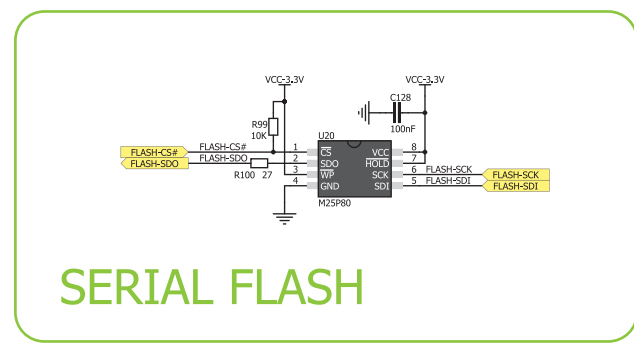 VCC-3.3V VCC-3.3V
C128
R99
10K
100nF
U20
FLASH-CS# FLASH-CS# 1 CS VCC 8
FLASH-SDO FLASH-SDO 2 SDO HOLD 7
R100 27 3 WP SCK 6 FLASH-SCK FLASH-SCK
4 GND SDI 5 FLASH-SDI FLASH-SDI
M25P80
SERIAL FLASH